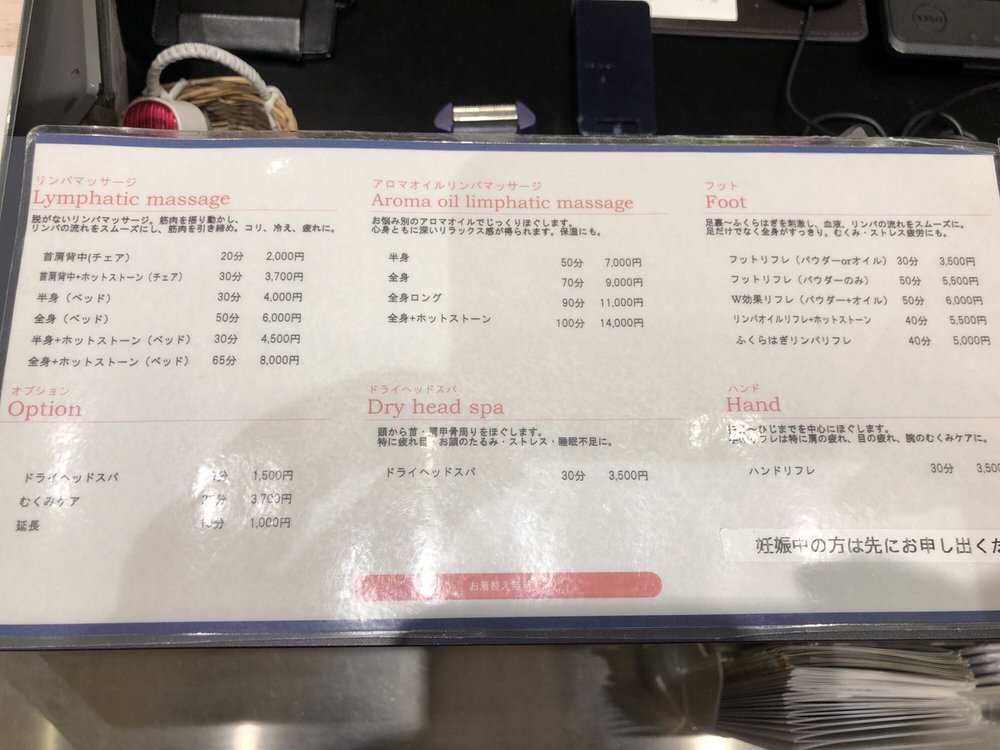 DELL
リンパマッサージ
Lymphatic massage
脱がないリンパマッサージ。筋肉を揺り動かし、
リンパの流れをスムーズにし、筋肉を引き締め。コリ、冷え、疲れに。
首肩背中(チェア) 20分 2,000円
首肩背中+ホットストーン（チェア） 30分 3,700円
半身（ベッド） 30分 4,000円
全身（ベッド） 50分 6,000円
半身+ホットストーン（ベッド） 30分 4,500円
全身+ホットストーン（ベッド） 65分 8,000円
アロマオイルリンパマッサージ
Aroma oil limphatic massage
お悩み別のアロマオイルでじっくりほぐします。
心身ともに深いリラックス感が得られます。保温にも。
半身 50分 7,000円
全身 70分 9,000円
全身ロング 90分 11,000円
全身+ホットストーン 100分 14,000円
フット
Foot
足裏〜ふくらはぎを刺激し、血液、リンパの流れをスムーズに。
足だけでなく全身がすっきり。むくみ・ストレス疲労にも。
フットリフレ（パウダーorオイル） 30分 3,500円
フットリフレ（パウダーのみ） 50分 5,500円
W効果リフレ（パウダー+オイル） 50分 6,000円
リンパオイルリフレ+ホットストーン 40分 5,500円
ふくらはぎリンパリフレ 40分 5,000円
オプション
Option
ドライヘッドスパ 分 1,500円
むくみケア 分 3,700円
延長 分 1,000円
ドライヘッドスパ
Dry head spa
頭から首・肩甲骨周りをほぐします。
特に疲れ目・お顔のたるみ・ストレス・睡眠不足に。
ドライヘッドスパ 30分 3,500円
ハンド
Hand
〜ひじまでを中心にほぐします。
リフレは特に肩の疲れ、目の疲れ、腕のむくみケアに。
ハンドリフレ 30分 3,500
妊娠中の方は先にお申し出くだ
お着替え